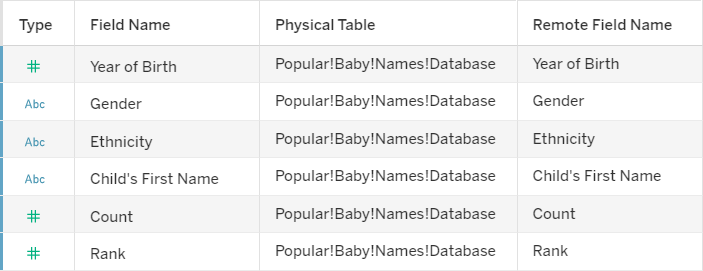 Type Field Name Physical Table Remote Field Name
# Year of Birth Popular!Baby!Names!Database Year of Birth
Abc Gender Popular!Baby!Names!Database Gender
Abc Ethnicity Popular!Baby!Names!Database Ethnicity
Abc Child's First Name Popular!Baby!Names!Database Child's First Name
# Count Popular!Baby!Names!Database Count
# Rank Popular!Baby!Names!Database Rank